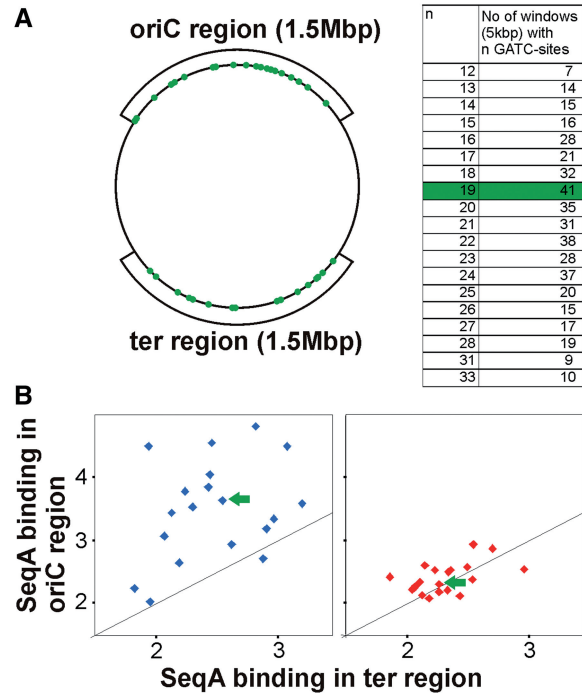 A
oriC region (1.5Mbp)
ter region (1.5Mbp)
n No of windows
(5kbp) with
n GATC-sites
12 7
13 14
14 15
15 16
16 28
17 21
18 32
19 41
20 35
21 31
22 38
23 28
24 37
25 20
26 15
27 17
28 19
31 9
33 10
B
SeqA binding in
oriC region
4
3
2
2 3 2 3
SeqA binding in ter region